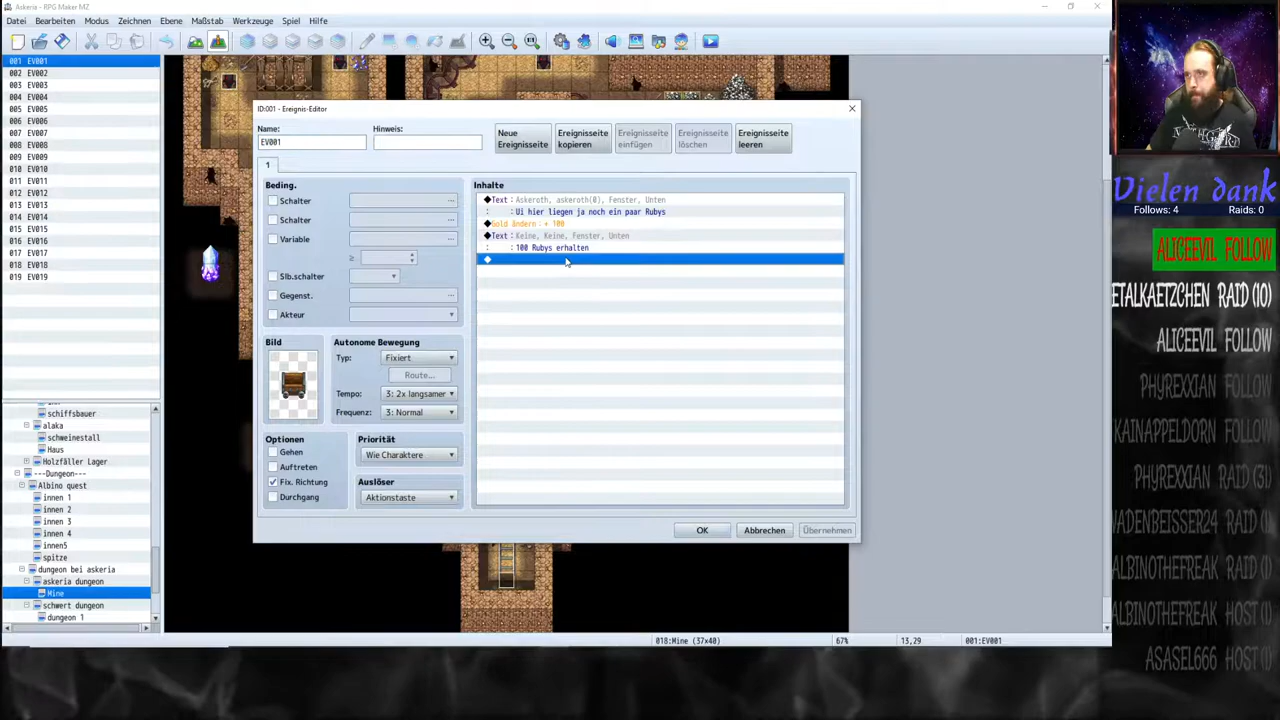 Askeria - RPG Maker MZ
Datei Bearbeiten Modus Zeichnen Ebene Maßstab Werkzeuge Spiel Hilfe
001 EV001
002 EV002
003 EV003
004 EV004
005 EV005
006 EV006
007 EV007
008 EV008
009 EV009
010 EV010
011 EV011
012 EV012
013 EV013
014 EV014
015 EV015
016 EV016
017 EV017
018 EV018
019 EV019
schiffsbauer
alaka
schweinestall
Haus
Holzfäller Lager
---Dungeon---
Albino quest
innen 1
innen 2
innen 3
innen 4
innen5
spitze
dungeon bei askeria
askeria dungeon
Mine
schwert dungeon
dungeon 1
ID:001 - Ereignis-Editor
Name:
EV001
Hinweis:
Neue Ereignisseite
Ereignisseite kopieren
Ereignisseite einfügen
Ereignisseite löschen
Ereignisseite leeren
1
Beding.
Schalter
Schalter
Variable
≥
Slb.schalter
Gegenst.
Akteur
Bild
Autonome Bewegung
Typ: Fixiert
Route...
Tempo: 3: 2x langsamer
Frequenz: 3: Normal
Optionen
Gehen
Auftreten
Fix. Richtung
Durchgang
Priorität
Wie Charaktere
Auslöser
Aktionstaste
Inhalte
◆Text：Askeroth, askeroth(0), Fenster, Unten
：　　：Ui hier liegen ja noch ein paar Rubys
◆Gold ändern：+ 100
◆Text：Keine, Keine, Fenster, Unten
：　　：100 Rubys erhalten
◆
OK Abbrechen Übernehmen
018:Mine (37x40) 67% 13,29 001:EV001
Vielen dank
Follows: 4 Raids: 0
ALICEEVIL FOLLOW
ETALKAETZCHEN RAID (10)
ALICEEVIL FOLLOW
PHYREXXIAN FOLLOW
KAINAPPELDORN FOLLOW
PHYREXXIAN RAID (31)
VADENBEISSER24 RAID ()
ALBINOTHEFREAK RAID (1)
ALBINOTHEFREAK HOST (1)
ASASEL666 HOST (1)